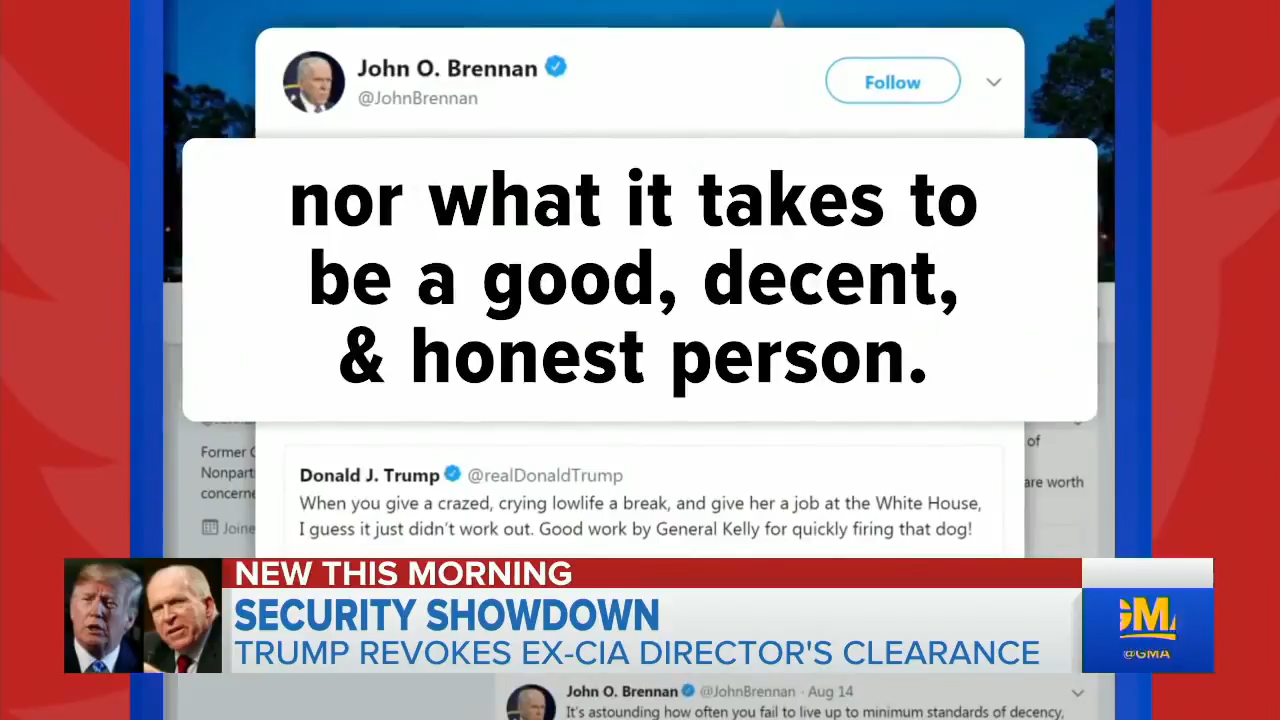 John O. Brennan
Follow
@JohnBrennan
nor what it takes to
be a good, decent,
& honest person.
Former
of
Nonpart
are worth
concerne
Joine
Donald J. Trump @realDonaldTrump
When you give a crazed, crying lowlife a break, and give her a job at the White House,
I guess it just didn't work out. Good work by General Kelly for quickly firing that dog!
NEW THIS MORNING
SECURITY SHOWDOWN
TRUMP REVOKES EX-CIA DIRECTOR'S CLEARANCE
GMA
@GMA
John O. Brennan @JohnBrennan · Aug 14
It's astounding how often you fail to live up to minimum standards of decency,